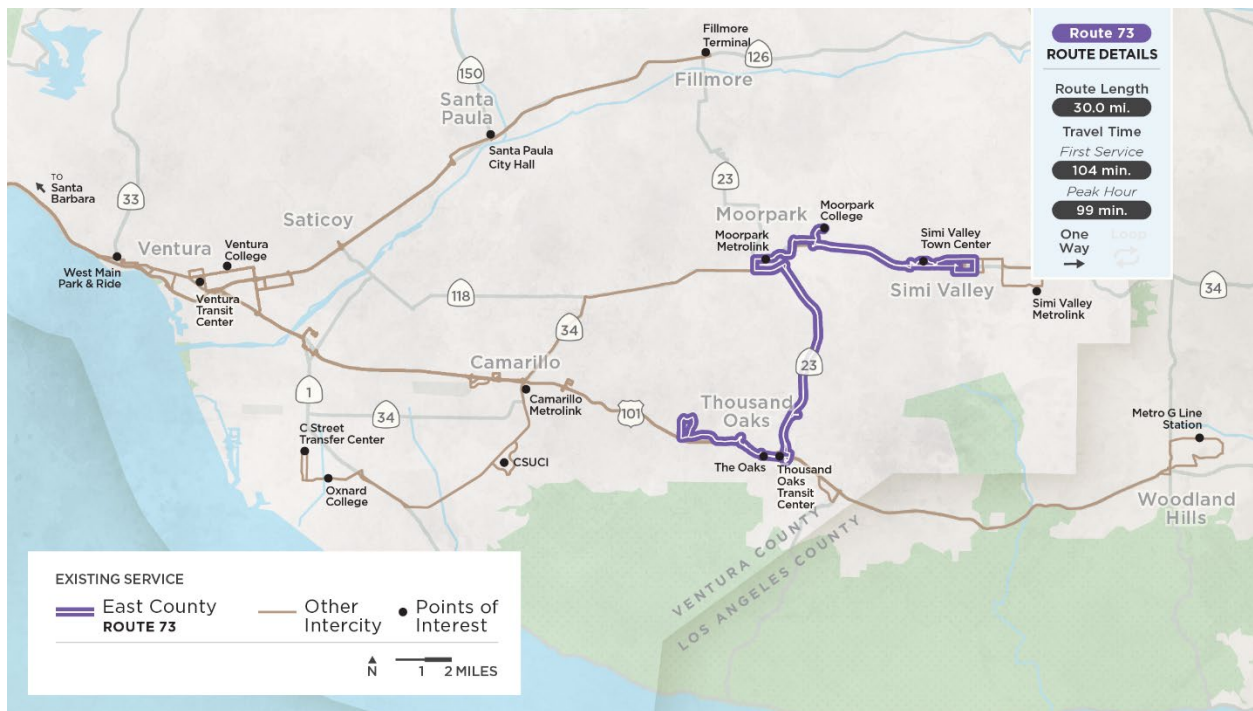 Route 73
ROUTE DETAILS
Route Length
30.0 mi.
Travel Time
First Service
104 min.
Peak Hour
99 min.
One
Way
Loop
Fillmore
Terminal
126
Fillmore
150
Santa
Paula
Santa Paula
City Hall
TO
Santa
Barbara
33
23
Saticoy
Moorpark
Moorpark
College
Ventura
Ventura
College
Moorpark
Metrolink
Simi Valley
Town Center
West Main
Park & Ride
Ventura
Transit
Center
118
Simi Valley
Simi Valley
Metrolink
34
34
Camarillo
23
1
Camarillo
Metrolink
34
101
Thousand
Oaks
C Street
Transfer Center
Metro G Line
Station
CSUCI
The Oaks
Thousand
Oaks
Transit
Center
Oxnard
College
Woodland
Hills
VENTURA COUNTY
LOS ANGELES COUNTY
EXISTING SERVICE
East County
ROUTE 73
Other
Intercity
Points of
Interest
N
1 2 MILES